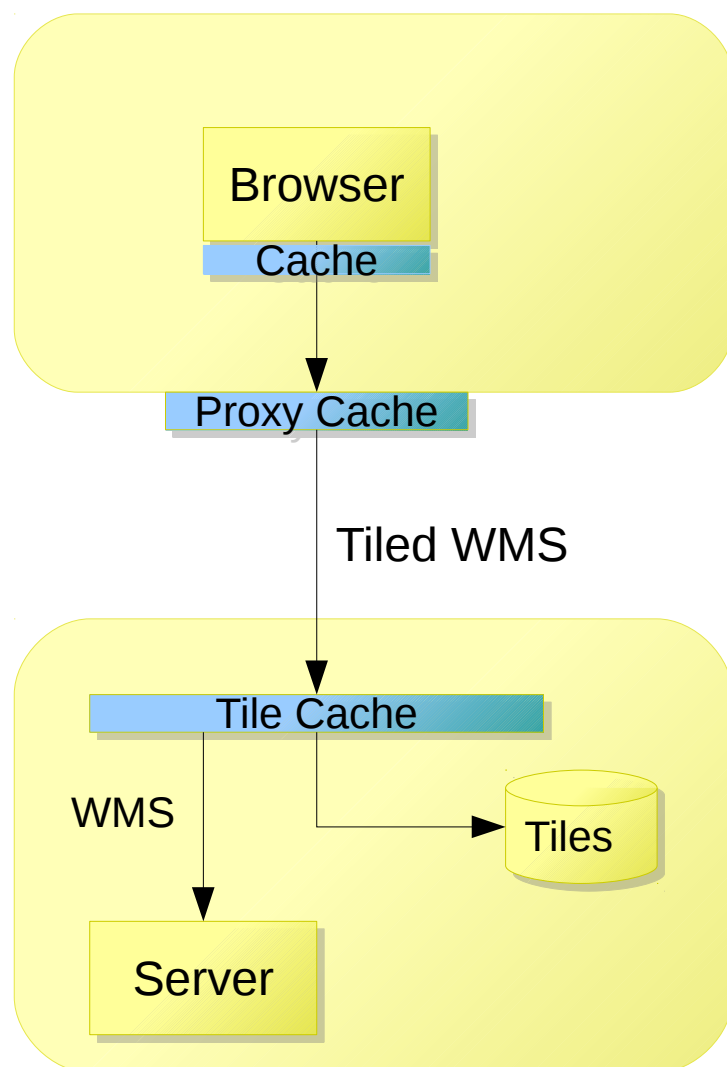 Browser
Cache
Proxy Cache
Tiled WMS
Tile Cache
WMS
Tiles
Server